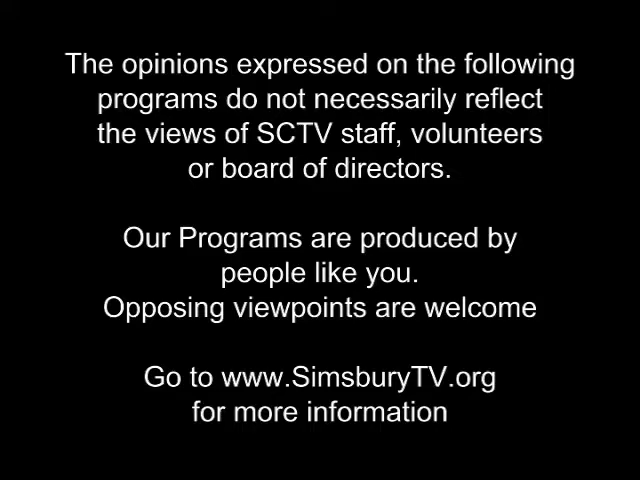 The opinions expressed on the following
programs do not necessarily reflect
the views of SCTV staff, volunteers
or board of directors.
Our Programs are produced by
people like you.
Opposing viewpoints are welcome
Go to www.SimsburyTV.org
for more information